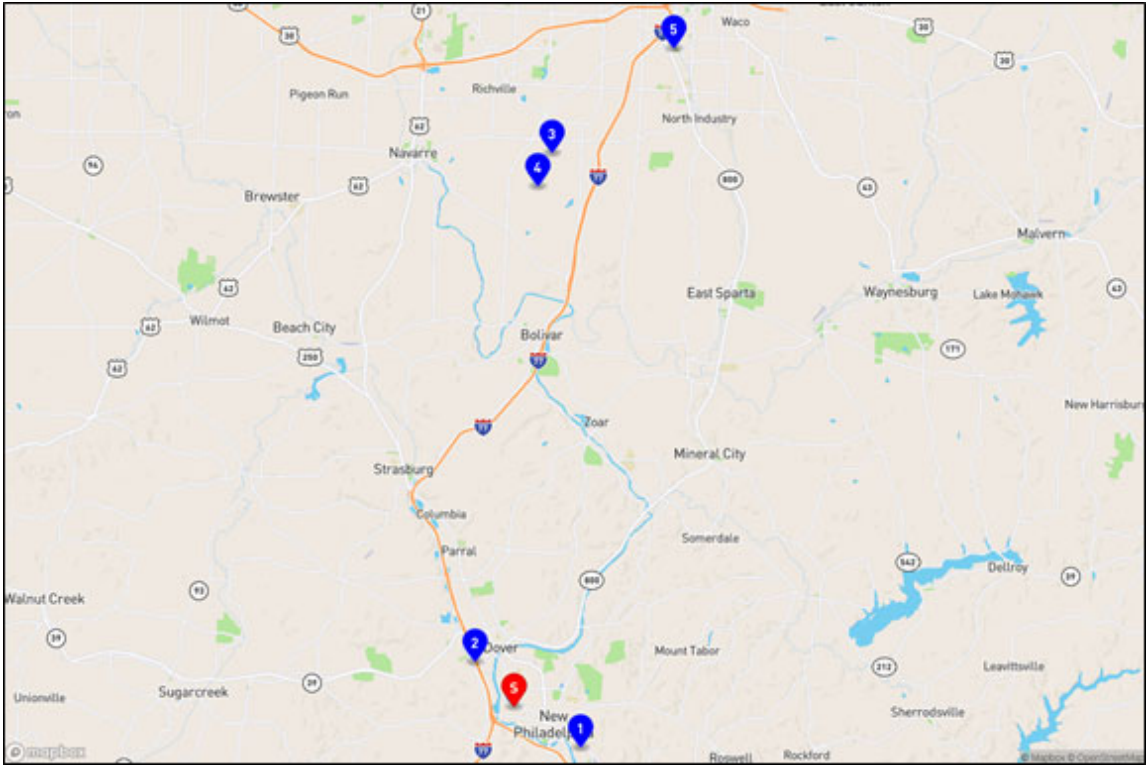 21
30
Waco
30
5
30
Richville
Pigeon Run
62
3
North Industry
Navarre
94
4
77
62
800
43
Brewster
Malvern
62
East Sparta
Waynesburg
Lake Mohawk
43
Wilmot
62
Beach City
Bolivar
250
171
77
62
New Harrisburg
77
Zoar
Mineral City
Strasburg
Columbia
Somerdale
Parral
542
Dellroy
39
800
93
Walnut Creek
39
2
Dover
Mount Tabor
212
Leavittsville
39
Sugarcreek
S
Unionville
1
New
Philadelphia
Sherrodsville
77
Roswell
Rockford
mapbox
© Mapbox © OpenStreetMap